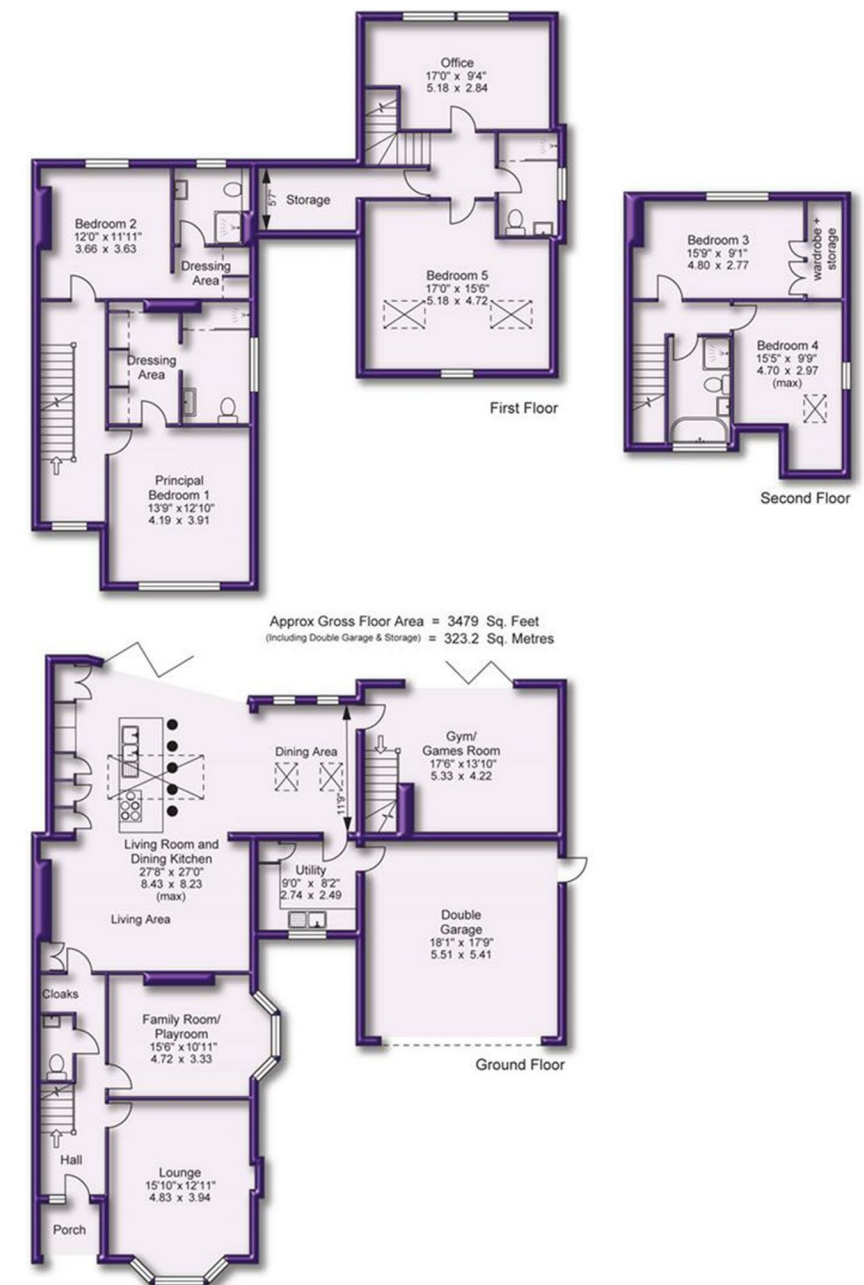 Office
17'0" x 9'4"
5.18 x 2.84
Bedroom 2
12'0" x 11'11"
3.66 x 3.63
5'7"
Storage
Dressing
Area
Bedroom 5
17'0" x 15'6"
5.18 x 4.72
Dressing
Area
Principal
Bedroom 1
13'9" x 12'10"
4.19 x 3.91
First Floor
Bedroom 3
15'9" x 9'1"
4.80 x 2.77
wardrobe +
storage
Bedroom 4
15'5" x 9'9"
4.70 x 2.97
(max)
Second Floor
Approx Gross Floor Area = 3479 Sq. Feet
(Including Double Garage & Storage) = 323.2 Sq. Metres
Dining Area
11'9"
Gym/
Games Room
17'6" x 13'10"
5.33 x 4.22
Living Room and
Dining Kitchen
27'8" x 27'0"
8.43 x 8.23
(max)
Living Area
Utility
9'0" x 8'2"
2.74 x 2.49
Double
Garage
18'1" x 17'9"
5.51 x 5.41
Cloaks
Family Room/
Playroom
15'6" x 10'11"
4.72 x 3.33
Ground Floor
Hall
Lounge
15'10" x 12'11"
4.83 x 3.94
Porch